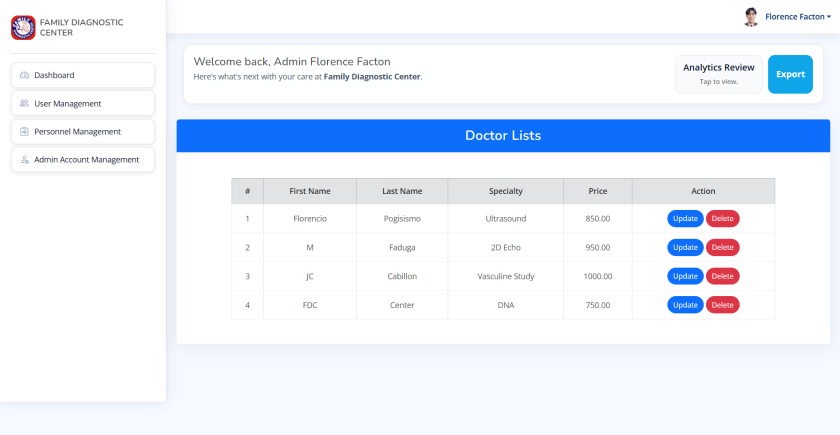 FAMILY DIAGNOSTIC
CENTER
Dashboard
User Management
Personnel Management
Admin Account Management
Florence Facton
Welcome back, Admin Florence Facton
Here's what's next with your care at Family Diagnostic Center.
Analytics Review
Tap to view.
Export
Doctor Lists
# First Name Last Name Specialty Price Action
1 Florencio Pogisismo Ultrasound 850.00 Update Delete
2 M Faduga 2D Echo 950.00 Update Delete
3 JC Cabillon Vasculine Study 1000.00 Update Delete
4 FDC Center DNA 750.00 Update Delete